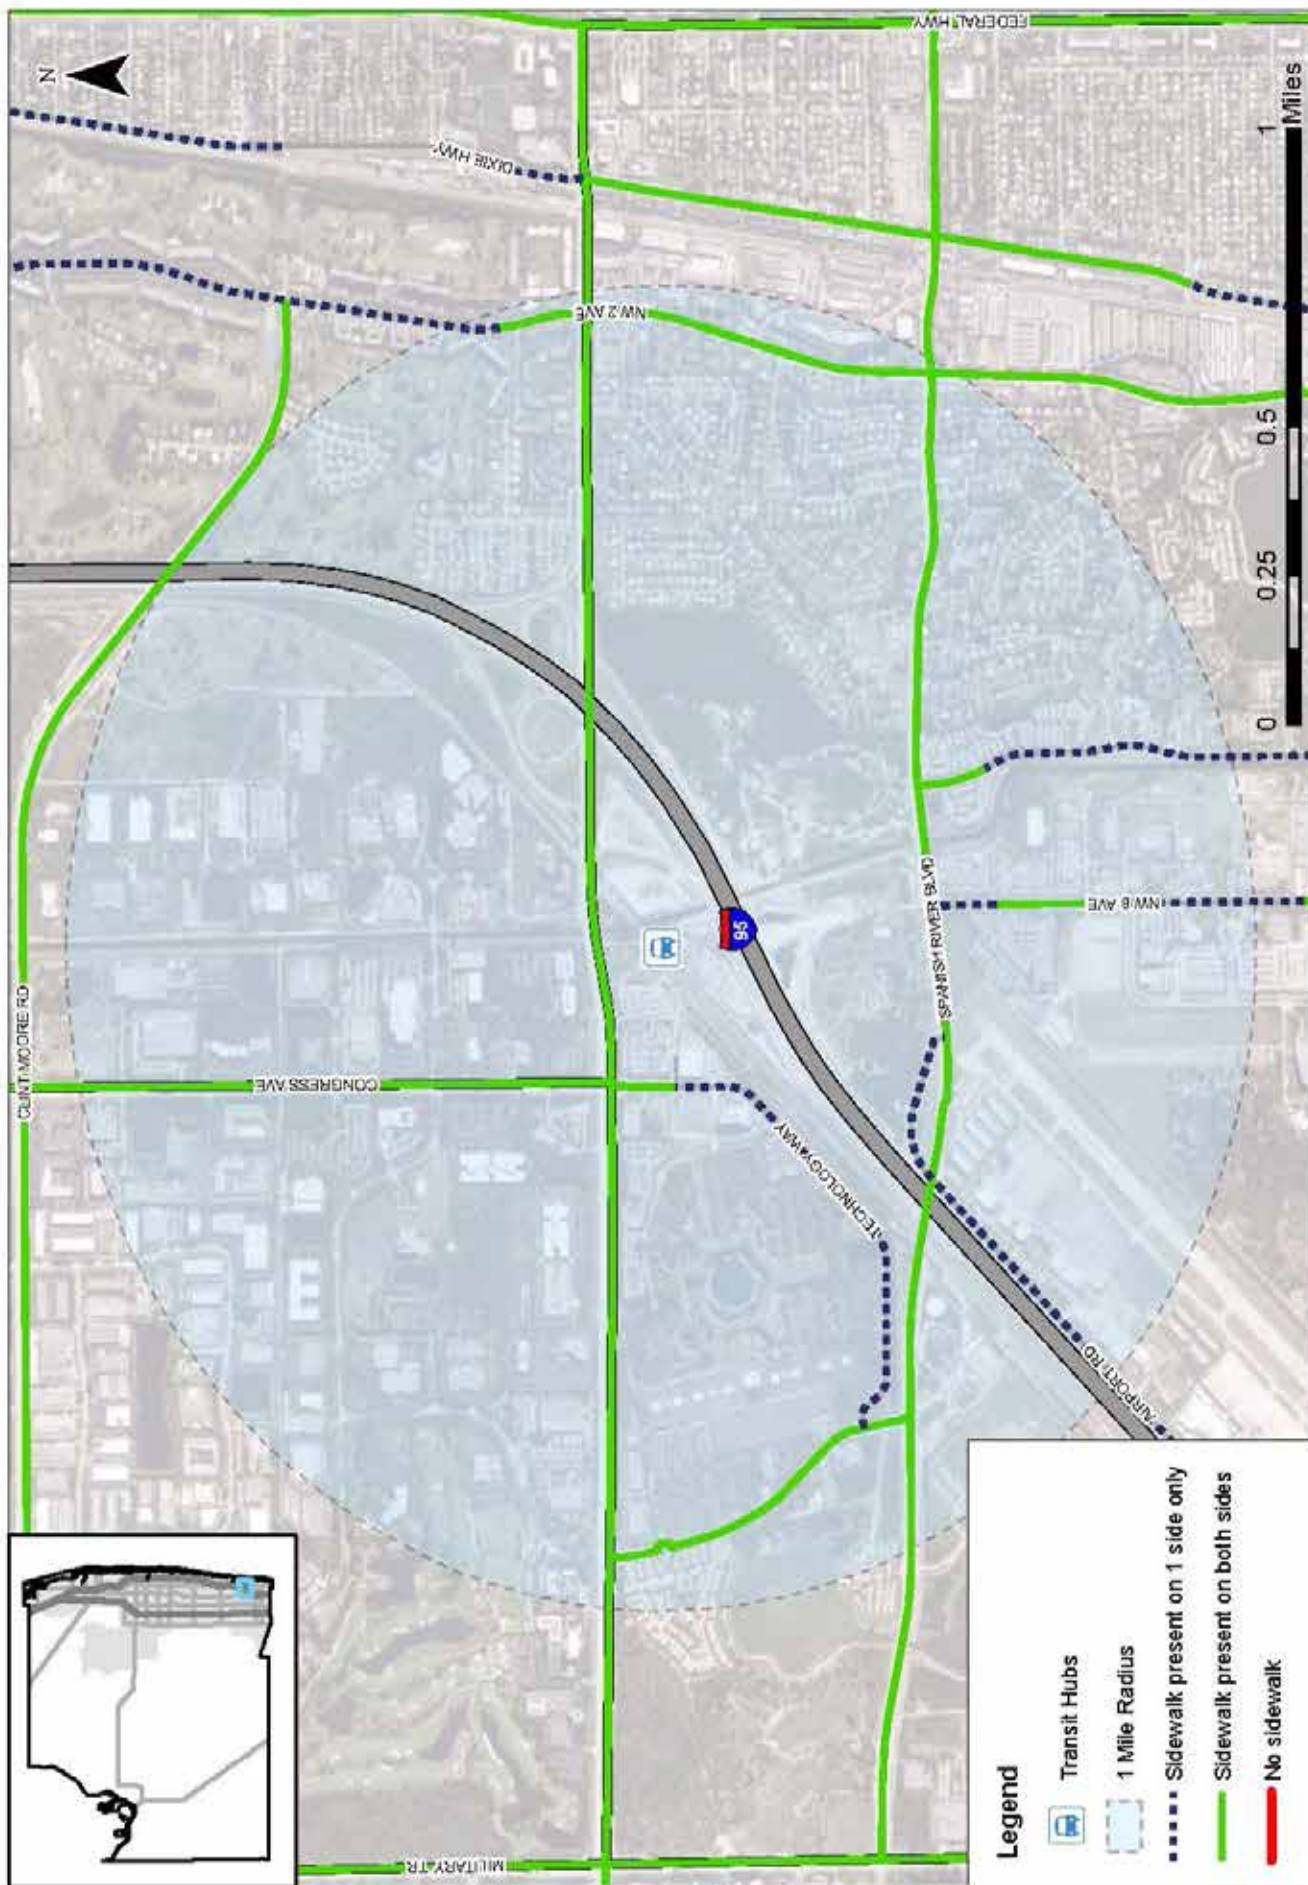 N
FEDERAL HWY
DIXIE HWY
NW 2 AVE
CLINT MOORE RD
CONGRESS AVE
95
SPANISH RIVER BLVD
NW 8 AVE
TECHNOLOGY WAY
AIRPORT RD
MILITARY TR
0 0.25 0.5 1
Miles
Legend
Transit Hubs
1 Mile Radius
Sidewalk present on 1 side only
Sidewalk present on both sides
No sidewalk